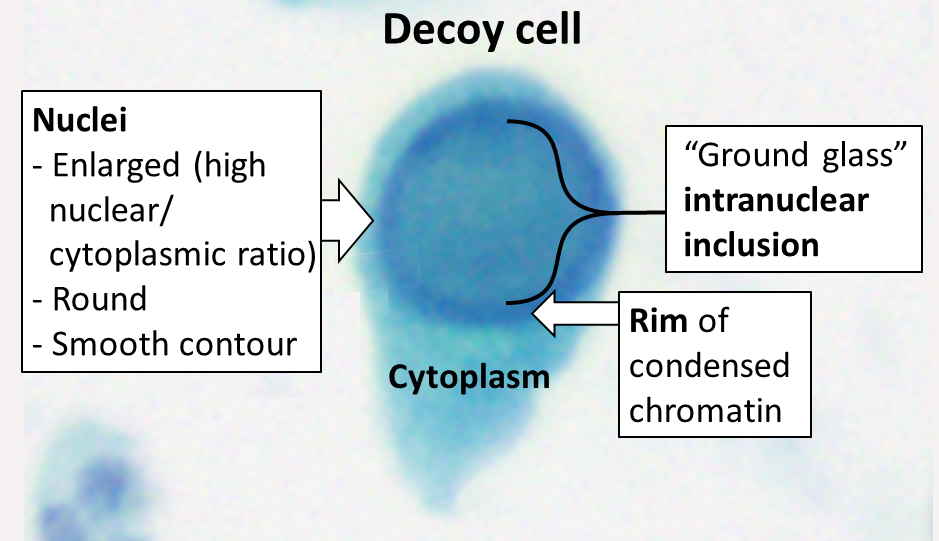 Decoy cell
Nuclei
- Enlarged (high
nuclear/
cytoplasmic ratio)
- Round
- Smooth contour
“Ground glass”
intranuclear
inclusion
Rim of
condensed
chromatin
Cytoplasm